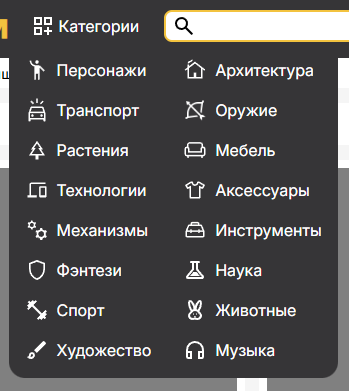 Категории
Персонажи Архитектура
Транспорт Оружие
Растения Мебель
Технологии Аксессуары
Механизмы Инструменты
Фэнтези Наука
Спорт Животные
Художество Музыка